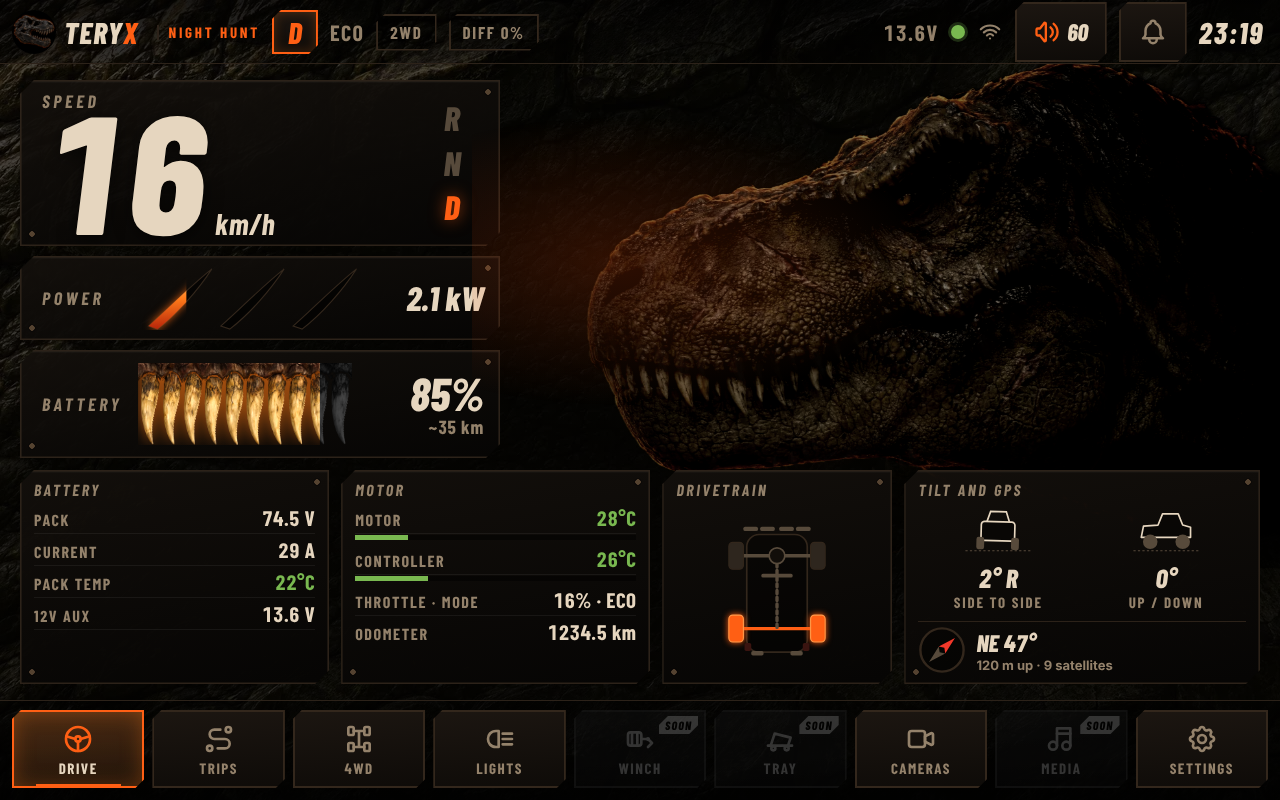 TERYX NIGHT HUNT D ECO 2WD DIFF 0% 13.6V 60 23:19
SPEED
16 km/h
R
N
D
POWER 2.1 kW
BATTERY 85%
~35 km
BATTERY
PACK 74.5 V
CURRENT 29 A
PACK TEMP 22°C
12V AUX 13.6 V
MOTOR
MOTOR 28°C
CONTROLLER 26°C
THROTTLE · MODE 16% · ECO
ODOMETER 1234.5 km
DRIVETRAIN
TILT AND GPS
2° R 0°
SIDE TO SIDE UP / DOWN
NE 47°
120 m up · 9 satellites
DRIVE
TRIPS
4WD
LIGHTS
SOON
WINCH
SOON
TRAY
CAMERAS
SOON
MEDIA
SETTINGS